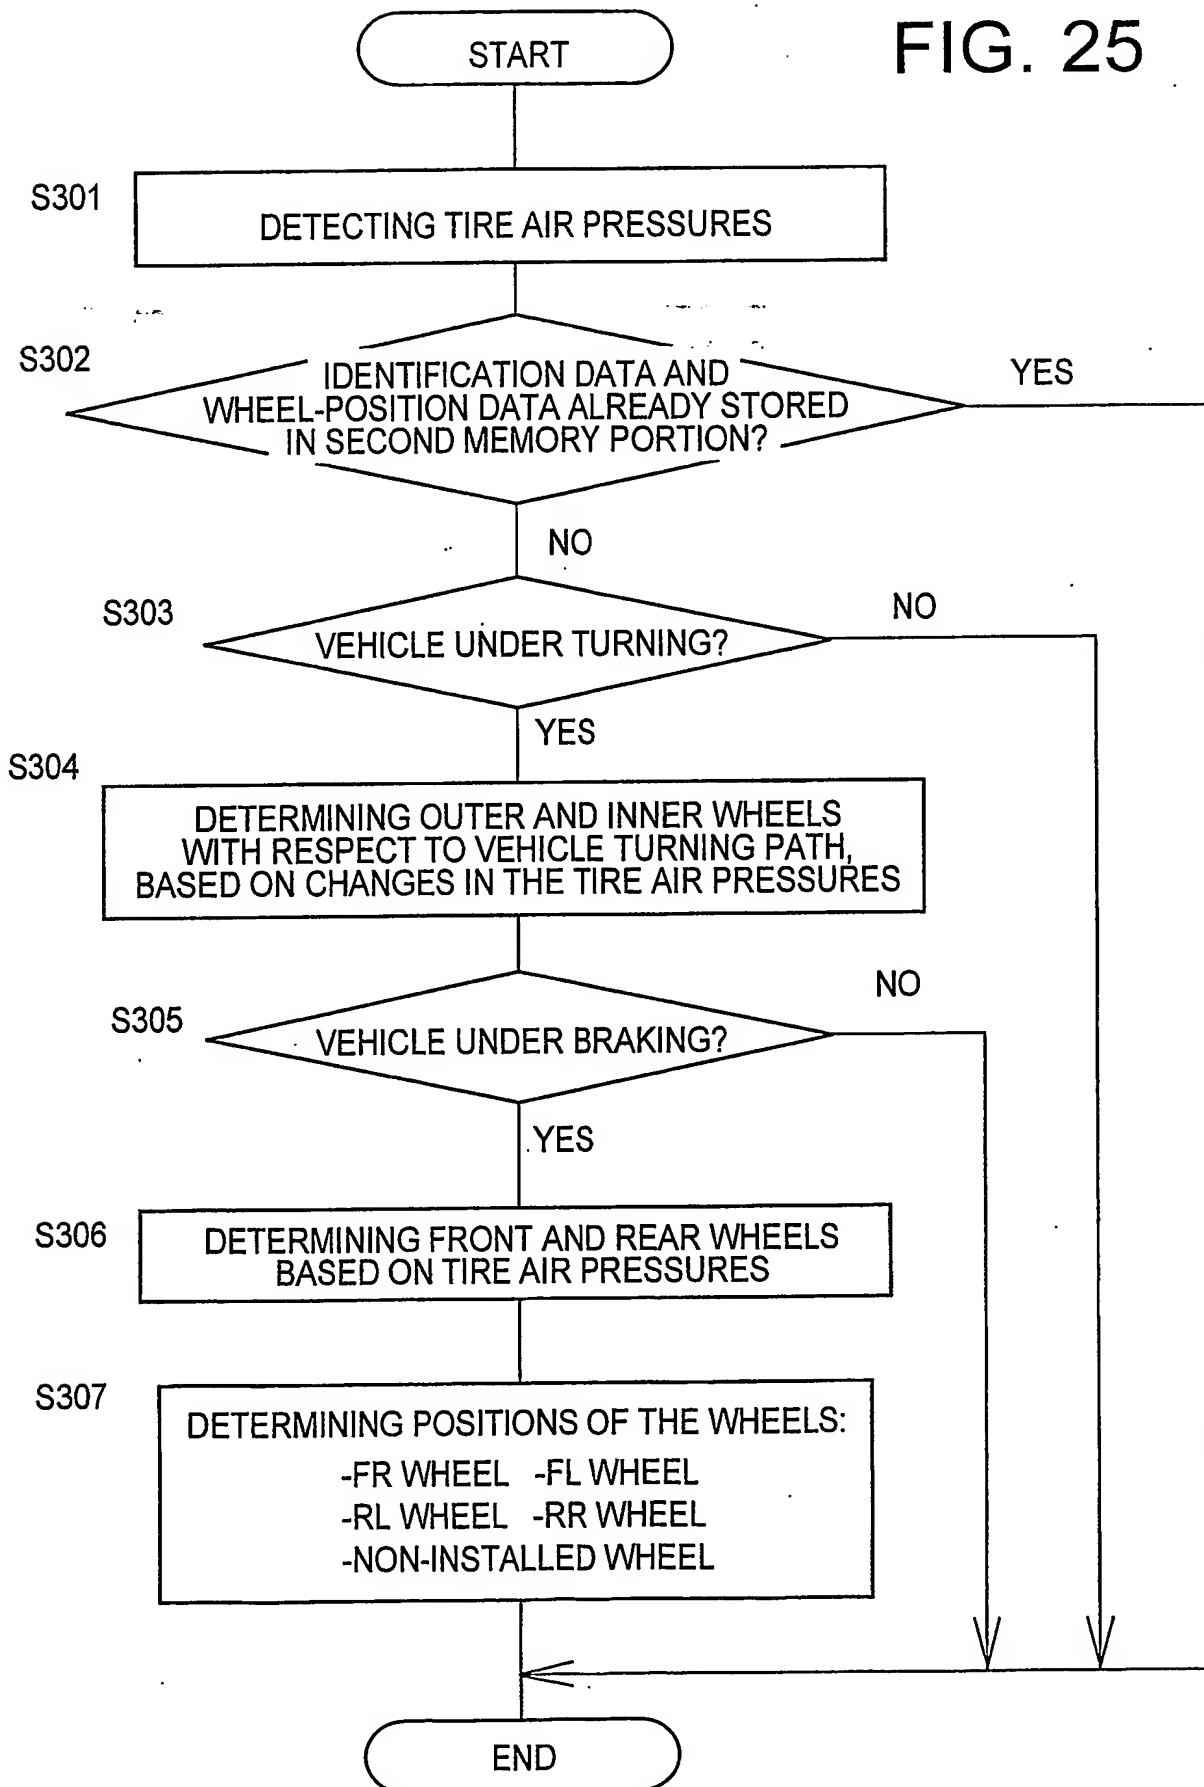 FIG. 25
START
S301
DETECTING TIRE AIR PRESSURES
S302
IDENTIFICATION DATA AND
WHEEL-POSITION DATA ALREADY STORED
IN SECOND MEMORY PORTION?
YES
NO
S303
VEHICLE UNDER TURNING?
NO
YES
S304
DETERMINING OUTER AND INNER WHEELS
WITH RESPECT TO VEHICLE TURNING PATH,
BASED ON CHANGES IN THE TIRE AIR PRESSURES
S305
VEHICLE UNDER BRAKING?
NO
YES
S306
DETERMINING FRONT AND REAR WHEELS
BASED ON TIRE AIR PRESSURES
S307
DETERMINING POSITIONS OF THE WHEELS:
-FR WHEEL -FL WHEEL
-RL WHEEL -RR WHEEL
-NON-INSTALLED WHEEL
END